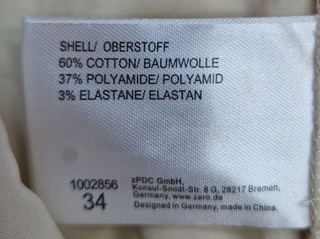 SHELL/ OBERSTOFF
60% COTTON/ BAUMWOLLE
37% POLYAMIDE/ POLYAMID
3% ELASTANE/ ELASTAN
1002856
34
zPDC GmbH,
Konsul-Smidt-Str. 8 G, 28217 Bremen,
Germany, www.zero.de
Designed in Germany, made in China.